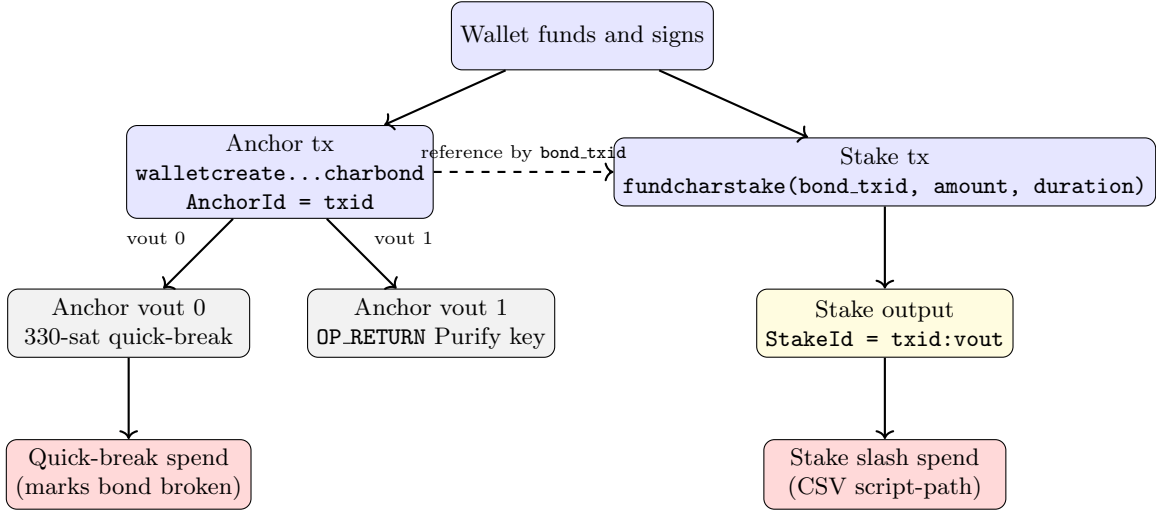 Wallet funds and signs
Anchor tx
walletcreate...charbond
AnchorId = txid
reference by bond_txid
Stake tx
fundcharstake(bond_txid, amount, duration)
vout 0
vout 1
Anchor vout 0
330-sat quick-break
Anchor vout 1
OP_RETURN Purify key
Stake output
StakeId = txid:vout
Quick-break spend
(marks bond broken)
Stake slash spend
(CSV script-path)